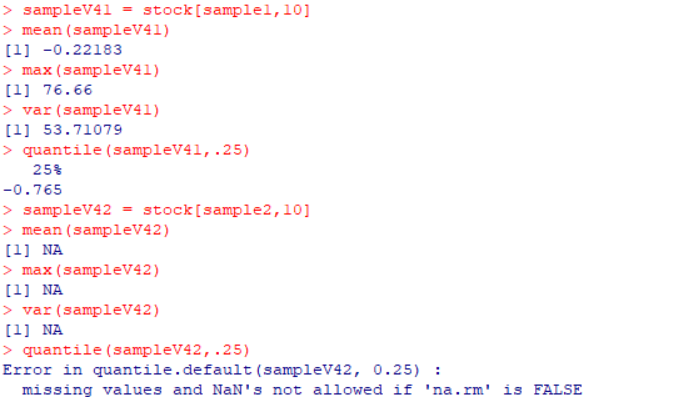 > sampleV41 = stock[sample1,10]
> mean(sampleV41)
[1] -0.22183
> max(sampleV41)
[1] 76.66
> var(sampleV41)
[1] 53.71079
> quantile(sampleV41,.25)
   25%
-0.765
> sampleV42 = stock[sample2,10]
> mean(sampleV42)
[1] NA
> max(sampleV42)
[1] NA
> var(sampleV42)
[1] NA
> quantile(sampleV42,.25)
Error in quantile.default(sampleV42, 0.25) :
  missing values and NaN's not allowed if 'na.rm' is FALSE